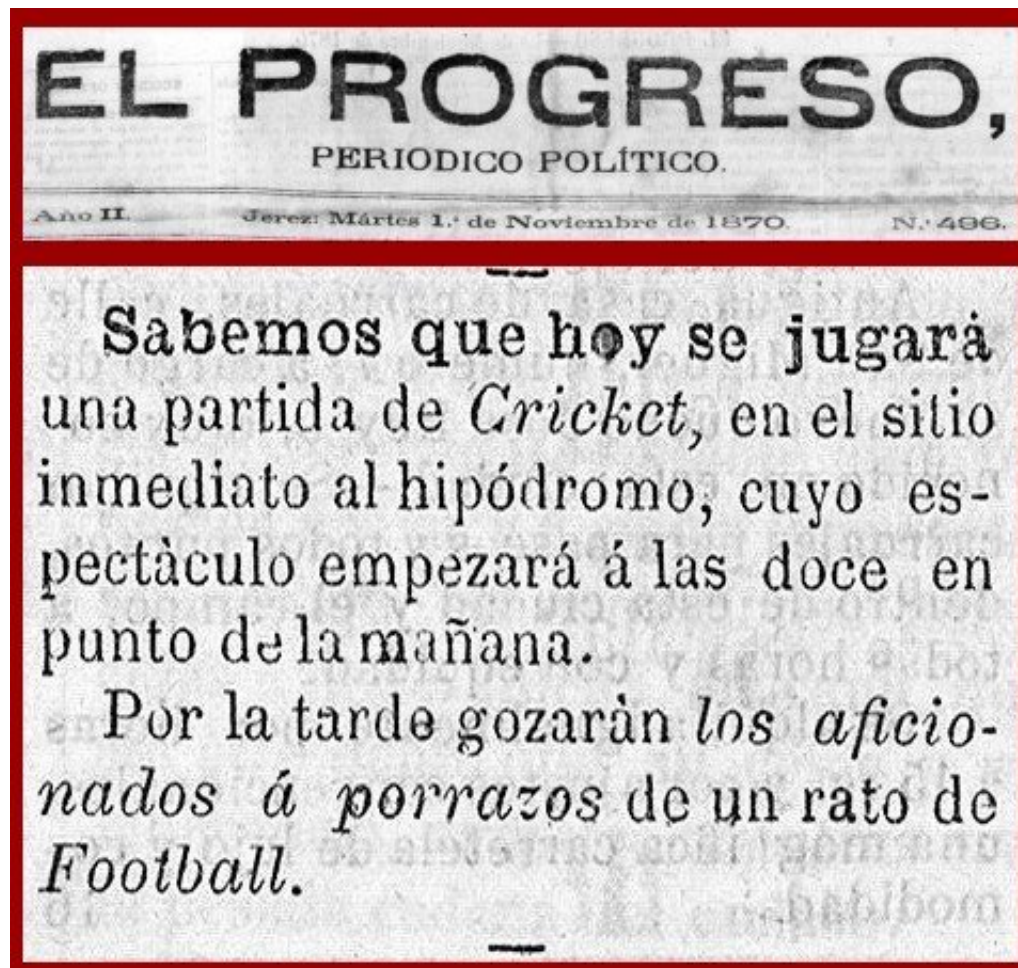 EL PROGRESO,
PERIODICO POLÍTICO.
Año II.
Jerez: Mártes 1.º de Noviembre de 1870.
N.º 496.
Sabemos que hoy se jugará
una partida de Cricket, en el sitio
inmediato al hipódromo, cuyo es-
pectàculo empezará á las doce en
punto de la mañana.
Por la tarde gozaràn los aficio-
nados á porrazos de un rato de
Football.